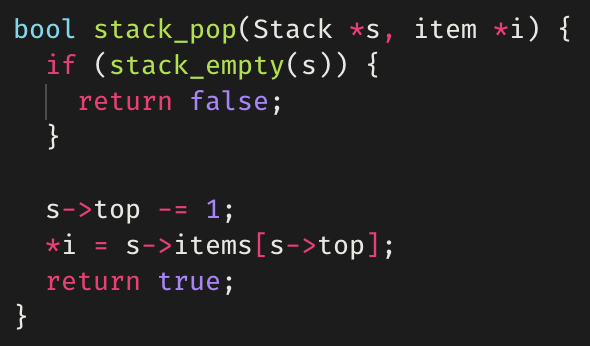 bool stack_pop(Stack *s, item *i) {
  if (stack_empty(s)) {
    return false;
  }

  s->top -= 1;
  *i = s->items[s->top];
  return true;
}